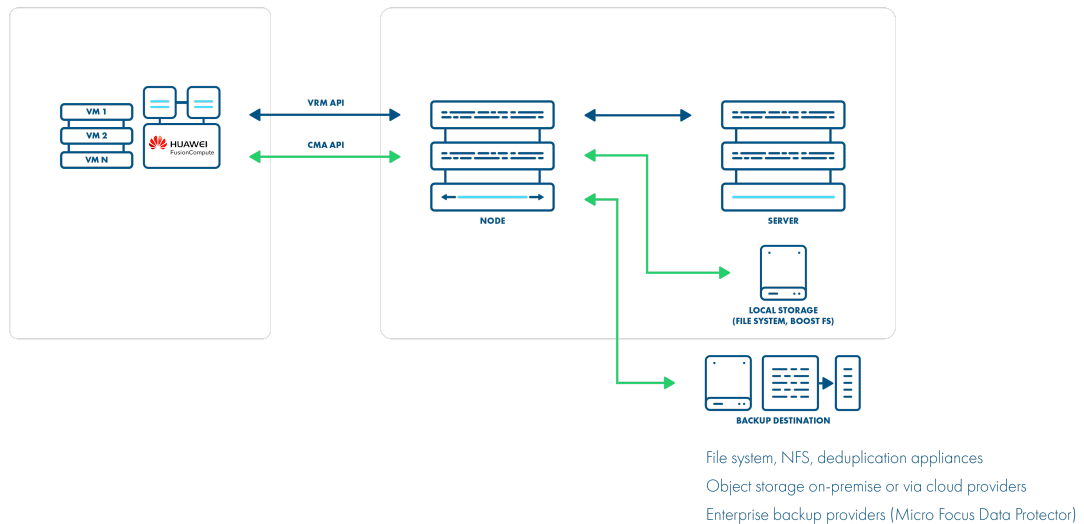 VM 1
VM 2
VM N
HUAWEI
FusionCompute
VRM API
CMA API
NODE
SERVER
LOCAL STORAGE
(FILE SYSTEM, BOOST FS)
BACKUP DESTINATION
File system, NFS, deduplication appliances
Object storage on-premise or via cloud providers
Enterprise backup providers (Micro Focus Data Protector)